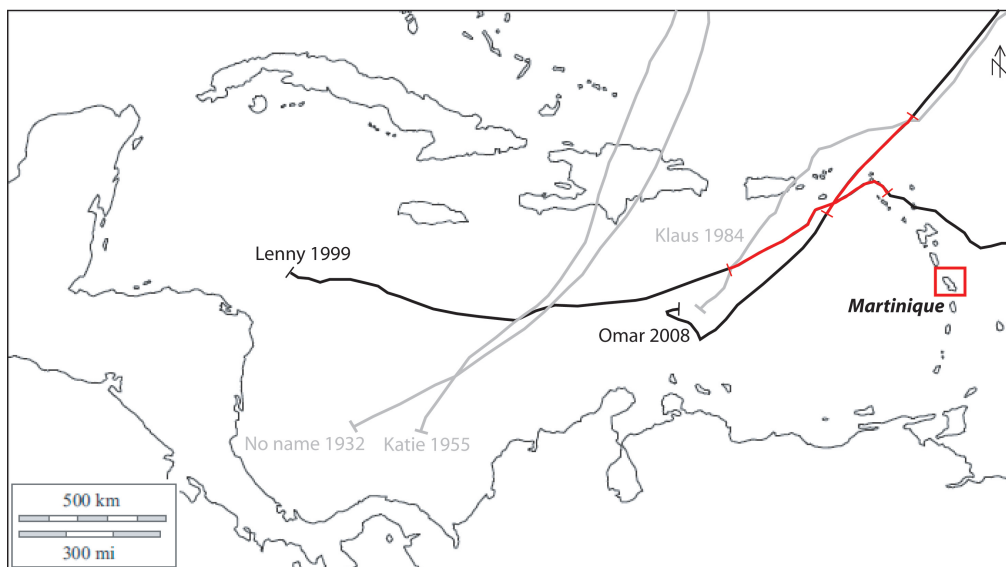 N
Klaus 1984
Lenny 1999
Martinique
Omar 2008
No name 1932
Katie 1955
500 km
300 mi